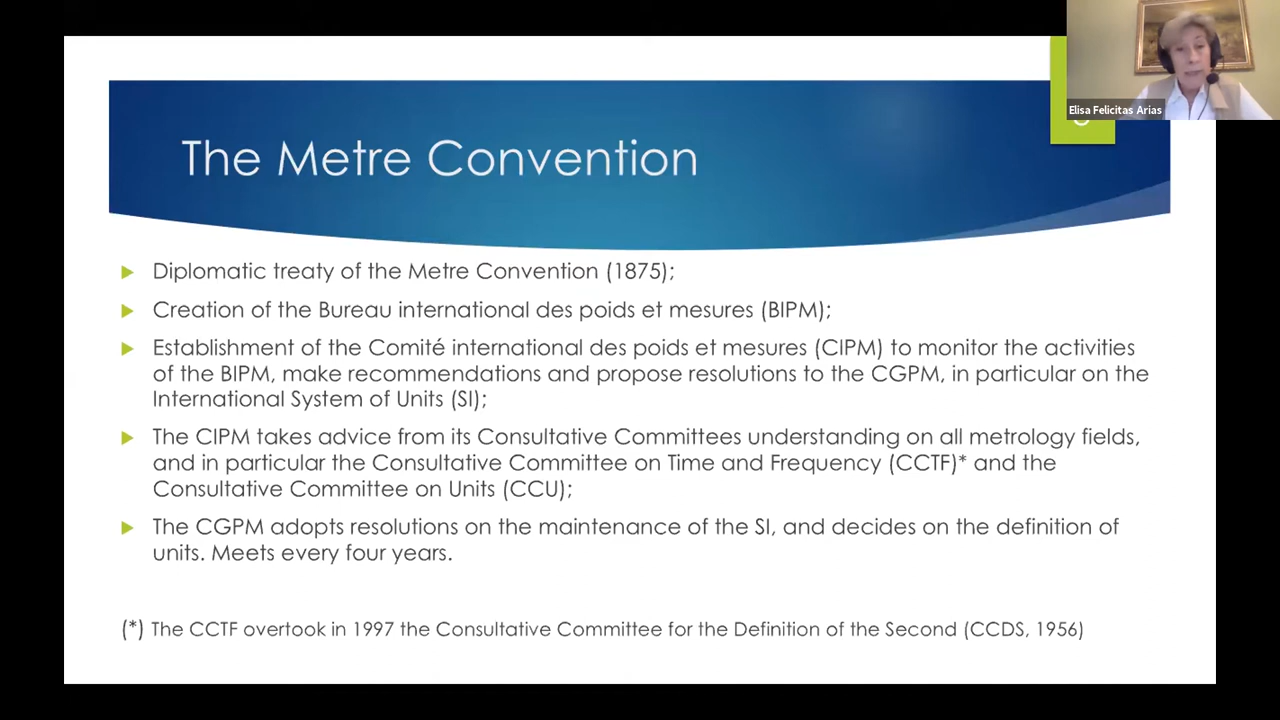 Elisa Felicitas Arias
The Metre Convention
Diplomatic treaty of the Metre Convention (1875);
Creation of the Bureau international des poids et mesures (BIPM);
Establishment of the Comité international des poids et mesures (CIPM) to monitor the activities
of the BIPM, make recommendations and propose resolutions to the CGPM, in particular on the
International System of Units (SI);
The CIPM takes advice from its Consultative Committees understanding on all metrology fields,
and in particular the Consultative Committee on Time and Frequency (CCTF)* and the
Consultative Committee on Units (CCU);
The CGPM adopts resolutions on the maintenance of the SI, and decides on the definition of
units. Meets every four years.
(*) The CCTF overtook in 1997 the Consultative Committee for the Definition of the Second (CCDS, 1956)